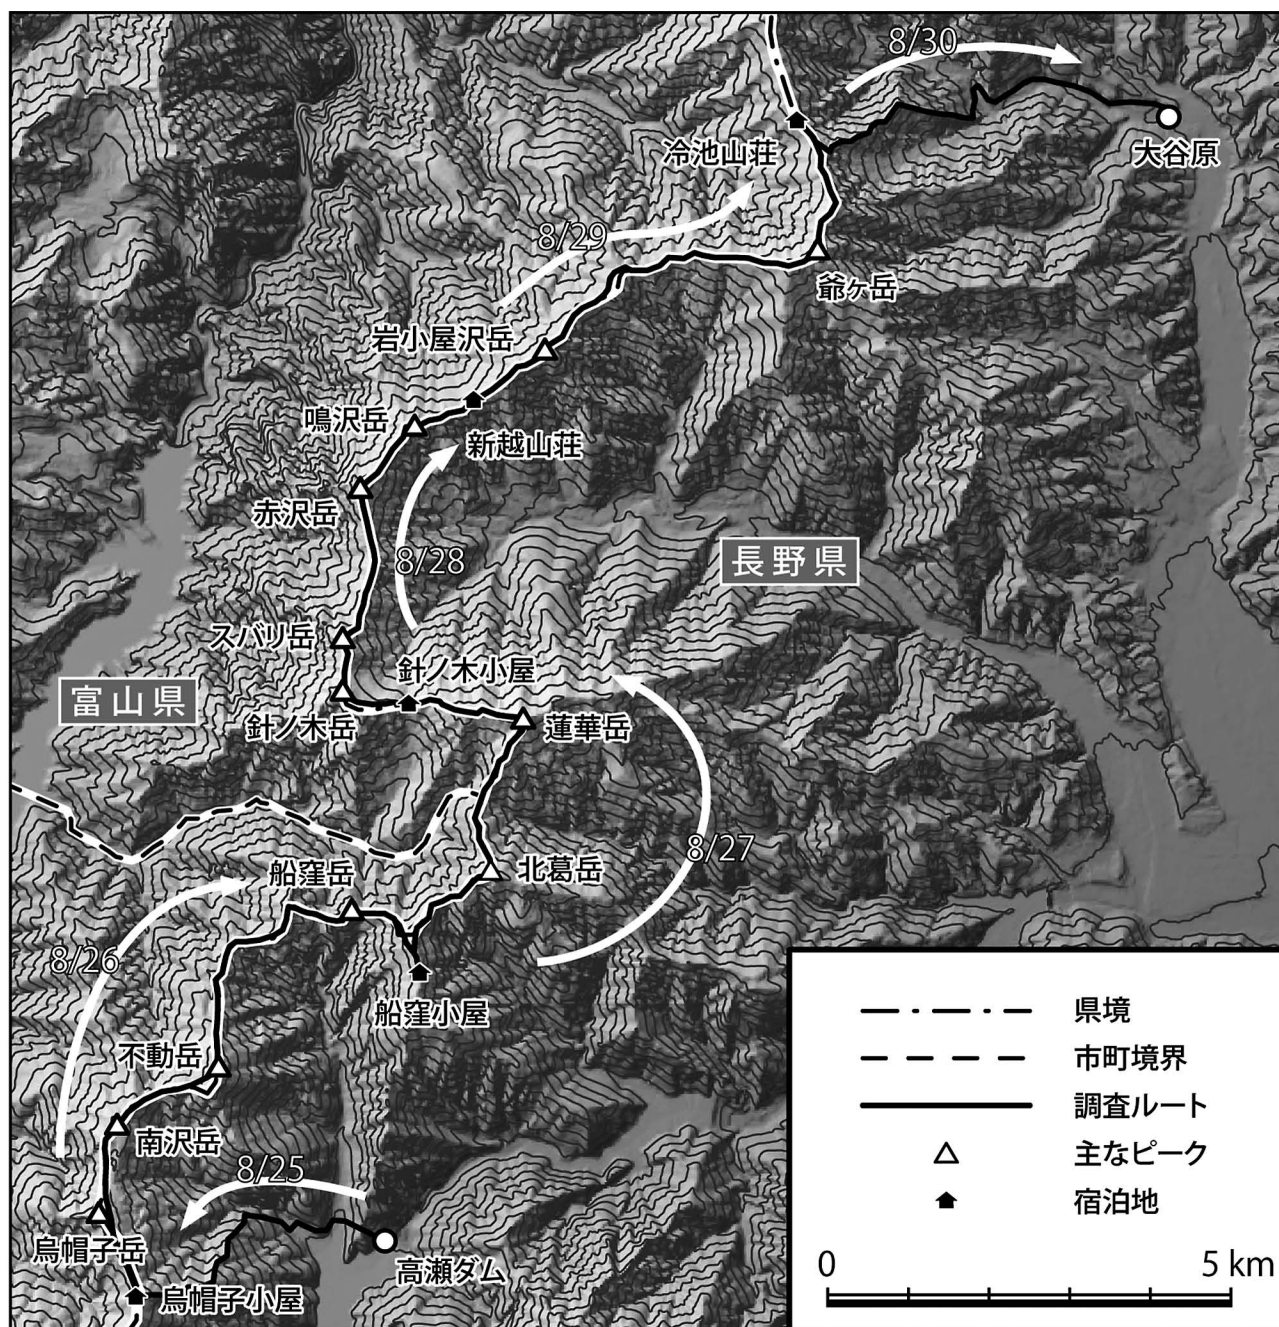 8/30
冷池山荘
大谷原
8/29
爺ヶ岳
岩小屋沢岳
鳴沢岳
新越山荘
赤沢岳
8/28
長野県
スバリ岳
針ノ木小屋
富山県
針ノ木岳
蓮華岳
8/27
船窪岳
北葛岳
8/26
船窪小屋
不動岳
南沢岳
8/25
烏帽子岳
高瀬ダム
烏帽子小屋
県境
市町境界
調査ルート
主なピーク
宿泊地
0
5 km